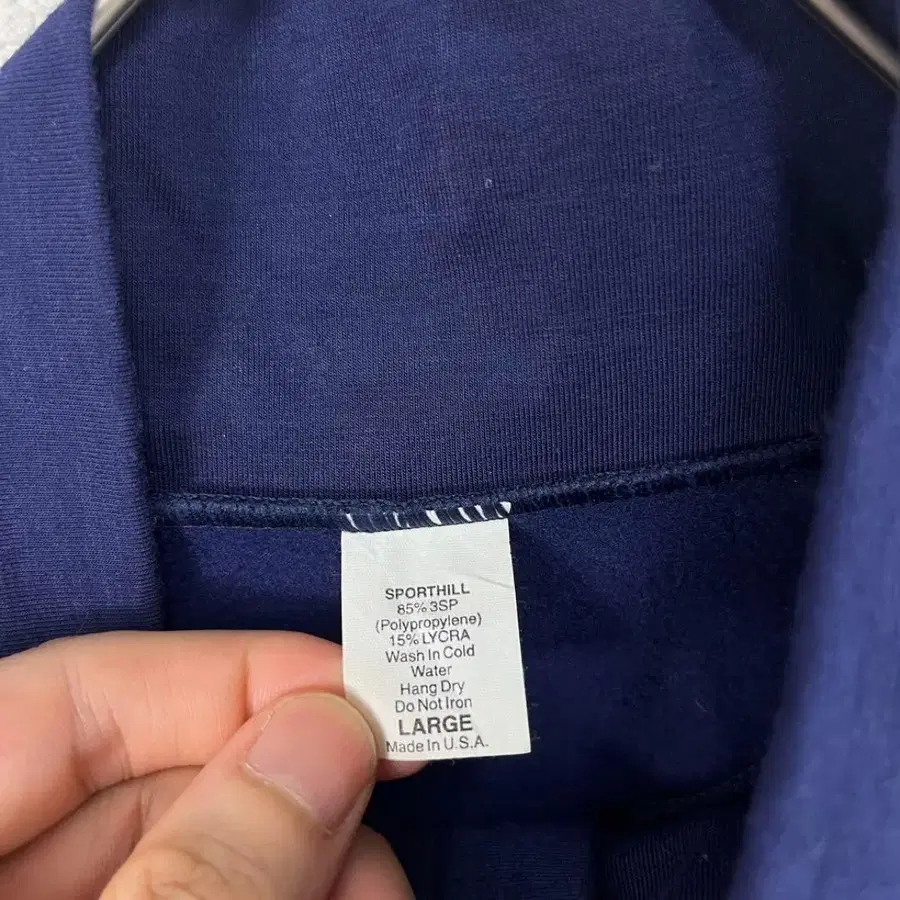 SPORTHILL
85% 3SP
(Polypropylene)
15% LYCRA
Wash In Cold
Water
Hang Dry
Do Not Iron
LARGE
Made In U.S.A.